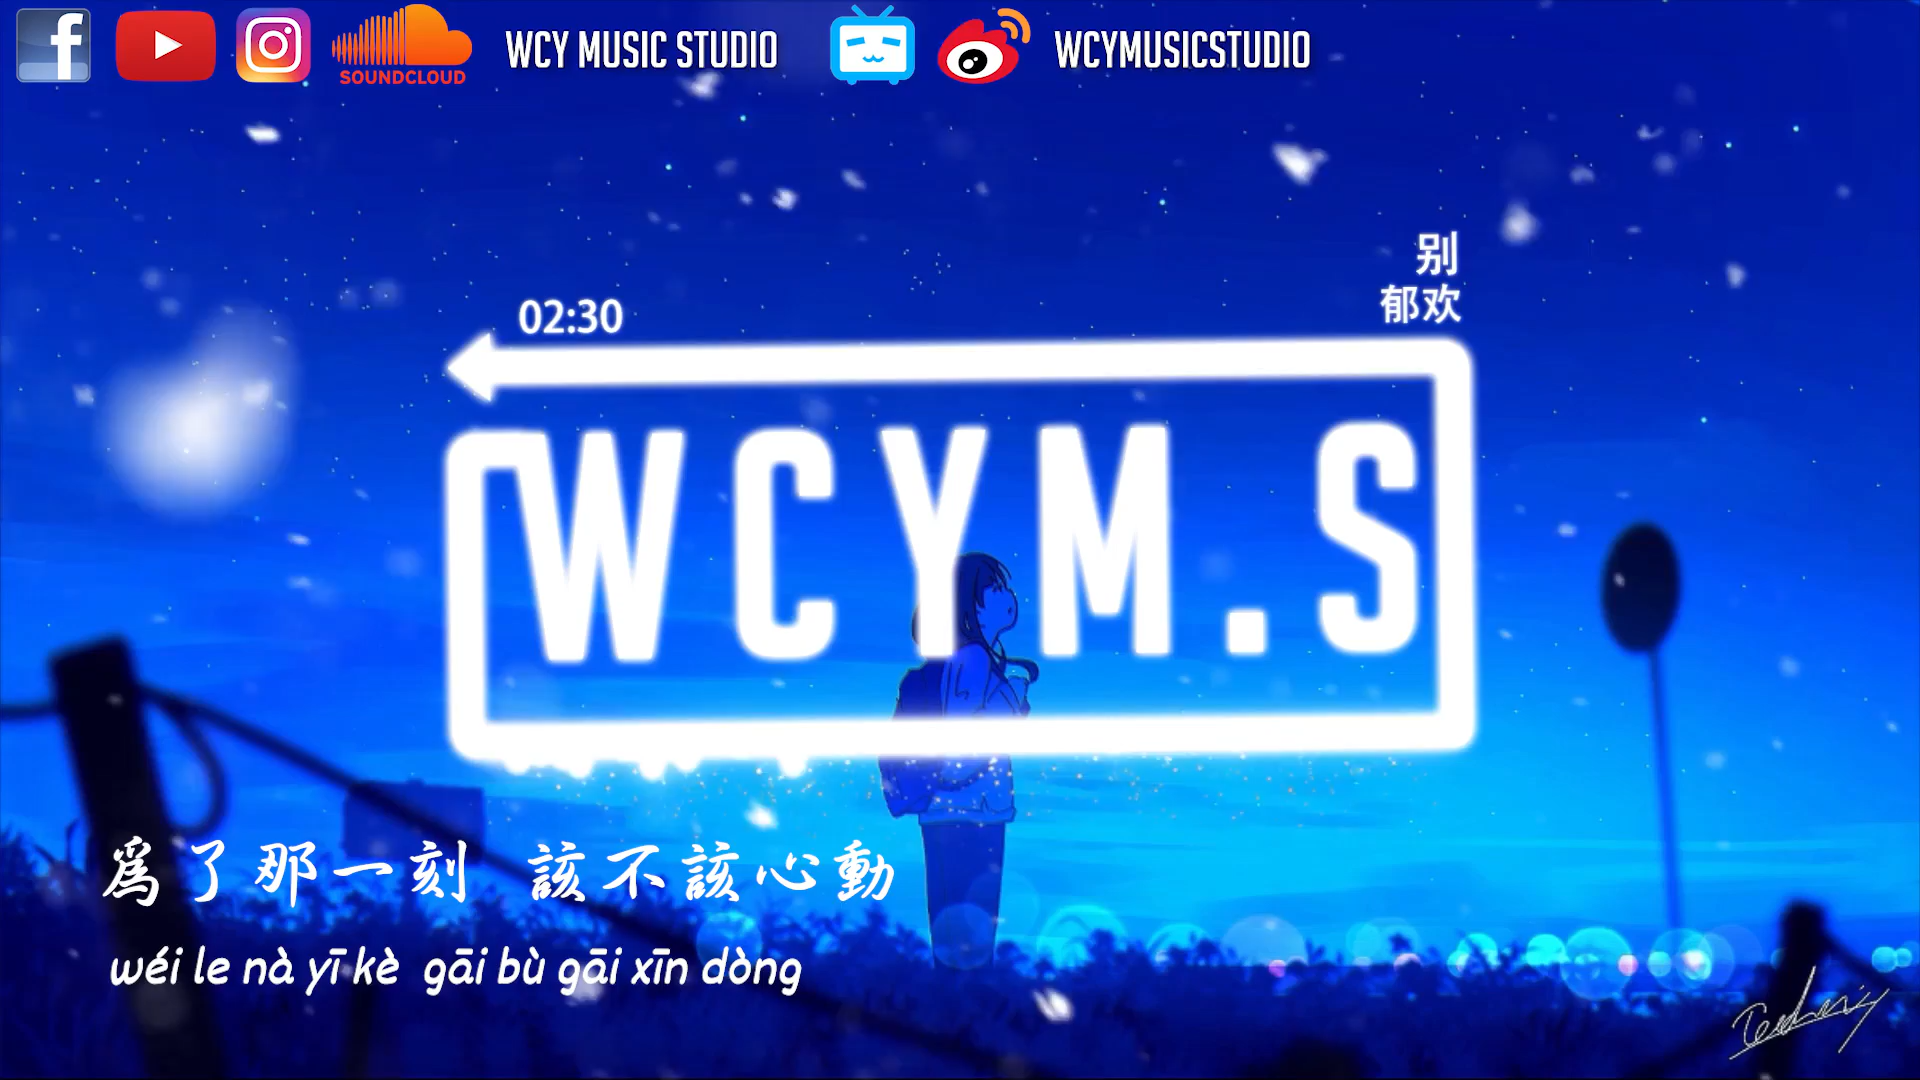 SOUNDCLOUD
WCY MUSIC STUDIO
WCYMUSICSTUDIO
别
郁欢
02:30
WCYM.S
爲了那一刻 該不該心動
wéi le nà yī kè gāi bù gāi xīn dòng